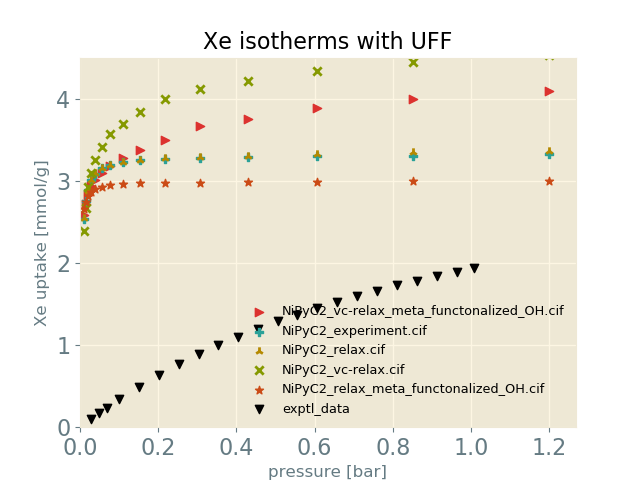 Xe isotherms with UFF
Xe uptake [mmol/g]
4
3
2
1
0
NiPyC2_vc-relax_meta_functonalized_OH.cif
NiPyC2_experiment.cif
NiPyC2_relax.cif
NiPyC2_vc-relax.cif
NiPyC2_relax_meta_functonalized_OH.cif
exptl_data
0.0 0.2 0.4 0.6 0.8 1.0 1.2
pressure [bar]